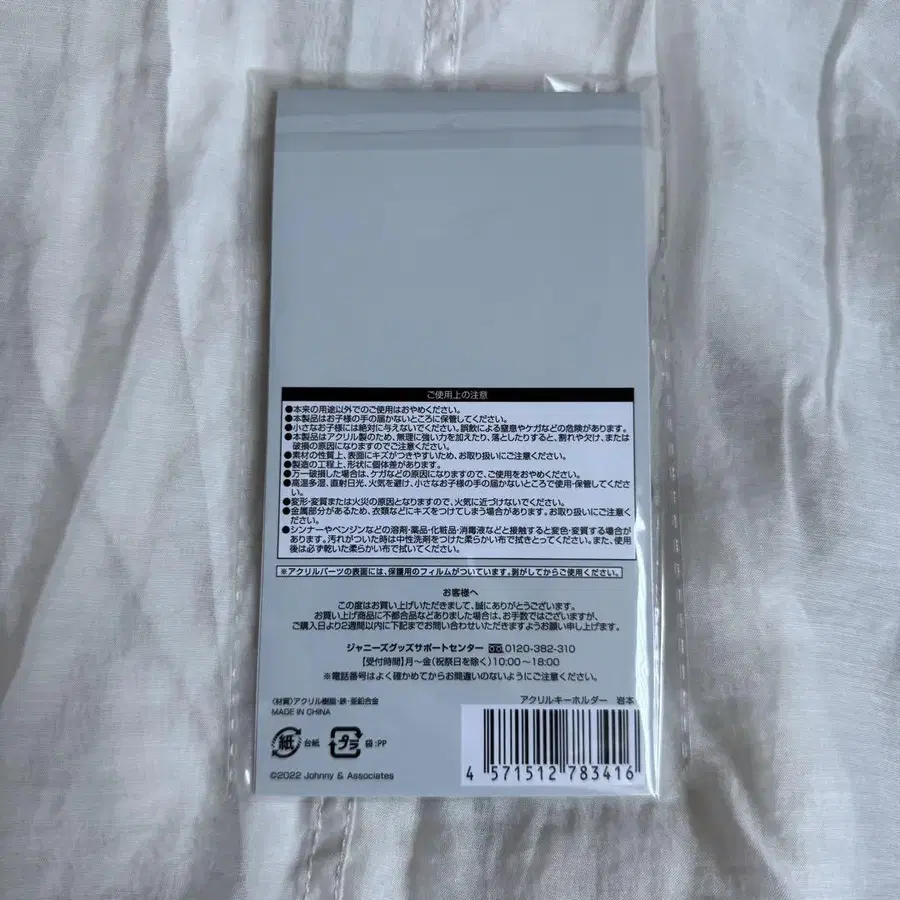 ご使用上の注意
●本来の用途以外でのご使用はおやめください。
●本製品はお子様の手の届かないところに保管してください。
●小さなお子様には絶対に与えないでください。誤飲による窒息やケガなどの危険があります。
●本製品はアクリル製のため、無理に強い力を加えたり、落としたりすると、割れや欠け、または
破損の原因になりますのでご注意ください。
●素材の性質上、表面にキズがつきやすいため、お取り扱いにご注意ください。
●製造の工程上、形状に個体差があります。
●万一破損した場合は、ケガなどの原因になりますので、ご使用をおやめください。
●高温多湿、直射日光、火気を避け、小さなお子様の手の届かないところで使用・保管してくださ
い。
●変形・変質または火災の原因となりますので、火気に近づけないでください。
●金属部分があるため、衣類などにキズをつけてしまう場合があります。お取り扱いにご注意く
ださい。
●シンナーやベンジンなどの溶剤・薬品・化粧品・消毒液などと接触すると変色・変質する場合が
あります。汚れがついた時は中性洗剤をつけた柔らかい布で拭きとってください。また、使用
後は必ず乾いた柔らかい布で拭いてください。
※アクリルパーツの表面には、保護用のフィルムがついています。剥がしてからご使用ください。
お客様へ
この度はお買い上げいただきまして、誠にありがとうございます。
お買い上げ商品に不都合品などありました場合は、お手数ではございますが、
ご購入日より2週間以内に下記までお問い合わせいただきますようお願い申し上げます。
ジャニーズグッズサポートセンター 0120-382-310
【受付時間】月～金(祝祭日を除く)10:00～18:00
※電話番号はよく確かめてからお間違いのないようにご注意ください。
〈材質〉アクリル樹脂・鉄・亜鉛合金
MADE IN CHINA
アクリルキーホルダー 岩本
紙 台紙 プラ 袋:PP
4 571512 783416
©2022 Johnny & Associates